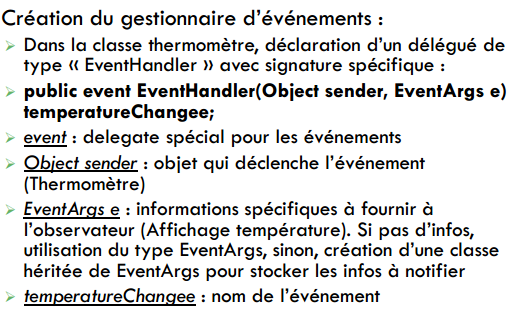 Création du gestionnaire d’événements :
➢ Dans la classe thermomètre, déclaration d’un délégué de
type « EventHandler » avec signature spécifique :
➢ public event EventHandler(Object sender, EventArgs e)
temperatureChangee;
➢ event : delegate spécial pour les événements
➢ Object sender : objet qui déclenche l’événement
(Thermomètre)
➢ EventArgs e : informations spécifiques à fournir à
l’observateur (Affichage température). Si pas d’infos,
utilisation du type EventArgs, sinon, création d’une classe
héritée de EventArgs pour stocker les infos à notifier
➢ temperatureChangee : nom de l’événement